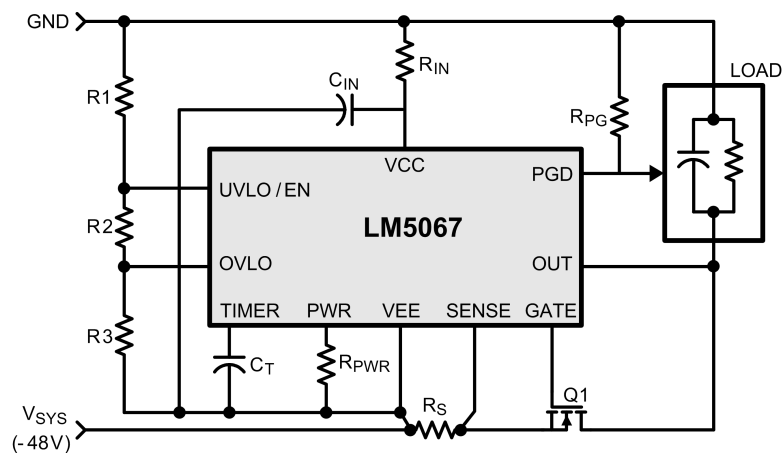 GND
R_IN
LOAD
C_IN
R1
R_PG
VCC
PGD
UVLO / EN
R2
LM5067
OVLO
OUT
TIMER
PWR
VEE
SENSE
GATE
R3
C_T
R_PWR
R_S
Q1
V_SYS
(-48V)